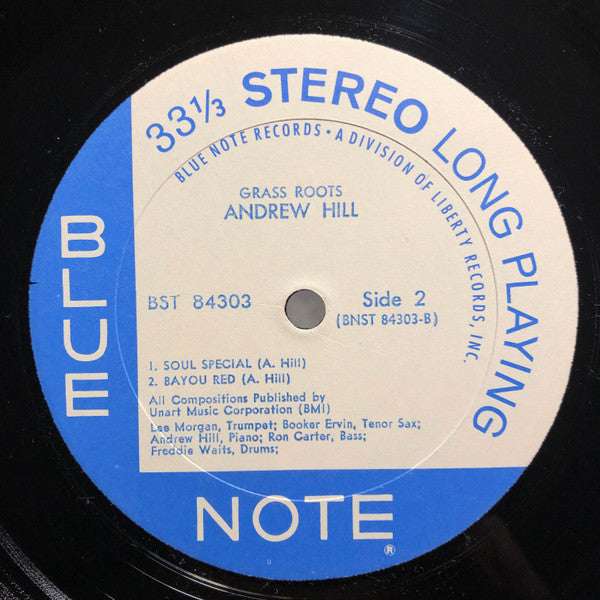 33⅓ STEREO LONG PLAYING
BLUE NOTE RECORDS • A DIVISION OF LIBERTY RECORDS, INC.
GRASS ROOTS
ANDREW HILL
BST 84303
Side 2
(BNST 84303-B)
1. SOUL SPECIAL (A. Hill)
2. BAYOU RED (A. Hill)
All Compositions Published by
Unart Music Corporation (BMI)
Lee Morgan, Trumpet; Booker Ervin, Tenor Sax;
Andrew Hill, Piano; Ron Carter, Bass;
Freddie Waits, Drums;
BLUE
NOTE®